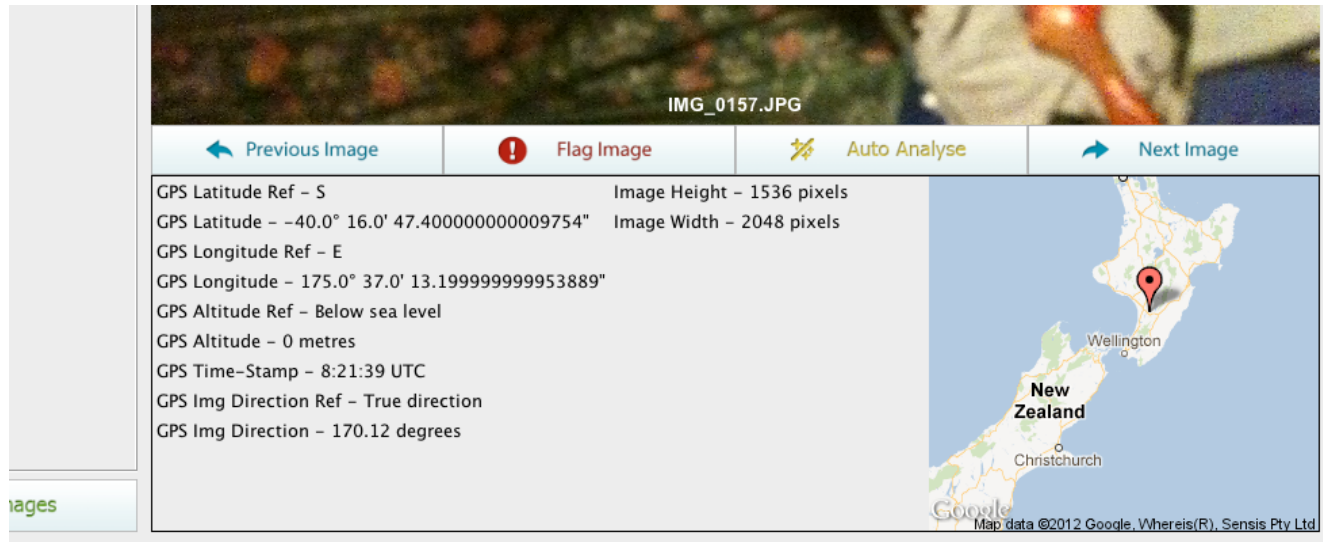 IMG_0157.JPG
Previous Image
Flag Image
Auto Analyse
Next Image
GPS Latitude Ref – S
GPS Latitude – –40.0° 16.0' 47.400000000009754"
GPS Longitude Ref – E
GPS Longitude – 175.0° 37.0' 13.199999999953889"
GPS Altitude Ref – Below sea level
GPS Altitude – 0 metres
GPS Time-Stamp – 8:21:39 UTC
GPS Img Direction Ref – True direction
GPS Img Direction – 170.12 degrees
Image Height – 1536 pixels
Image Width – 2048 pixels
Wellington
New
Zealand
Christchurch
Google
Map data ©2012 Google, Whereis(R), Sensis Pty Ltd
ages